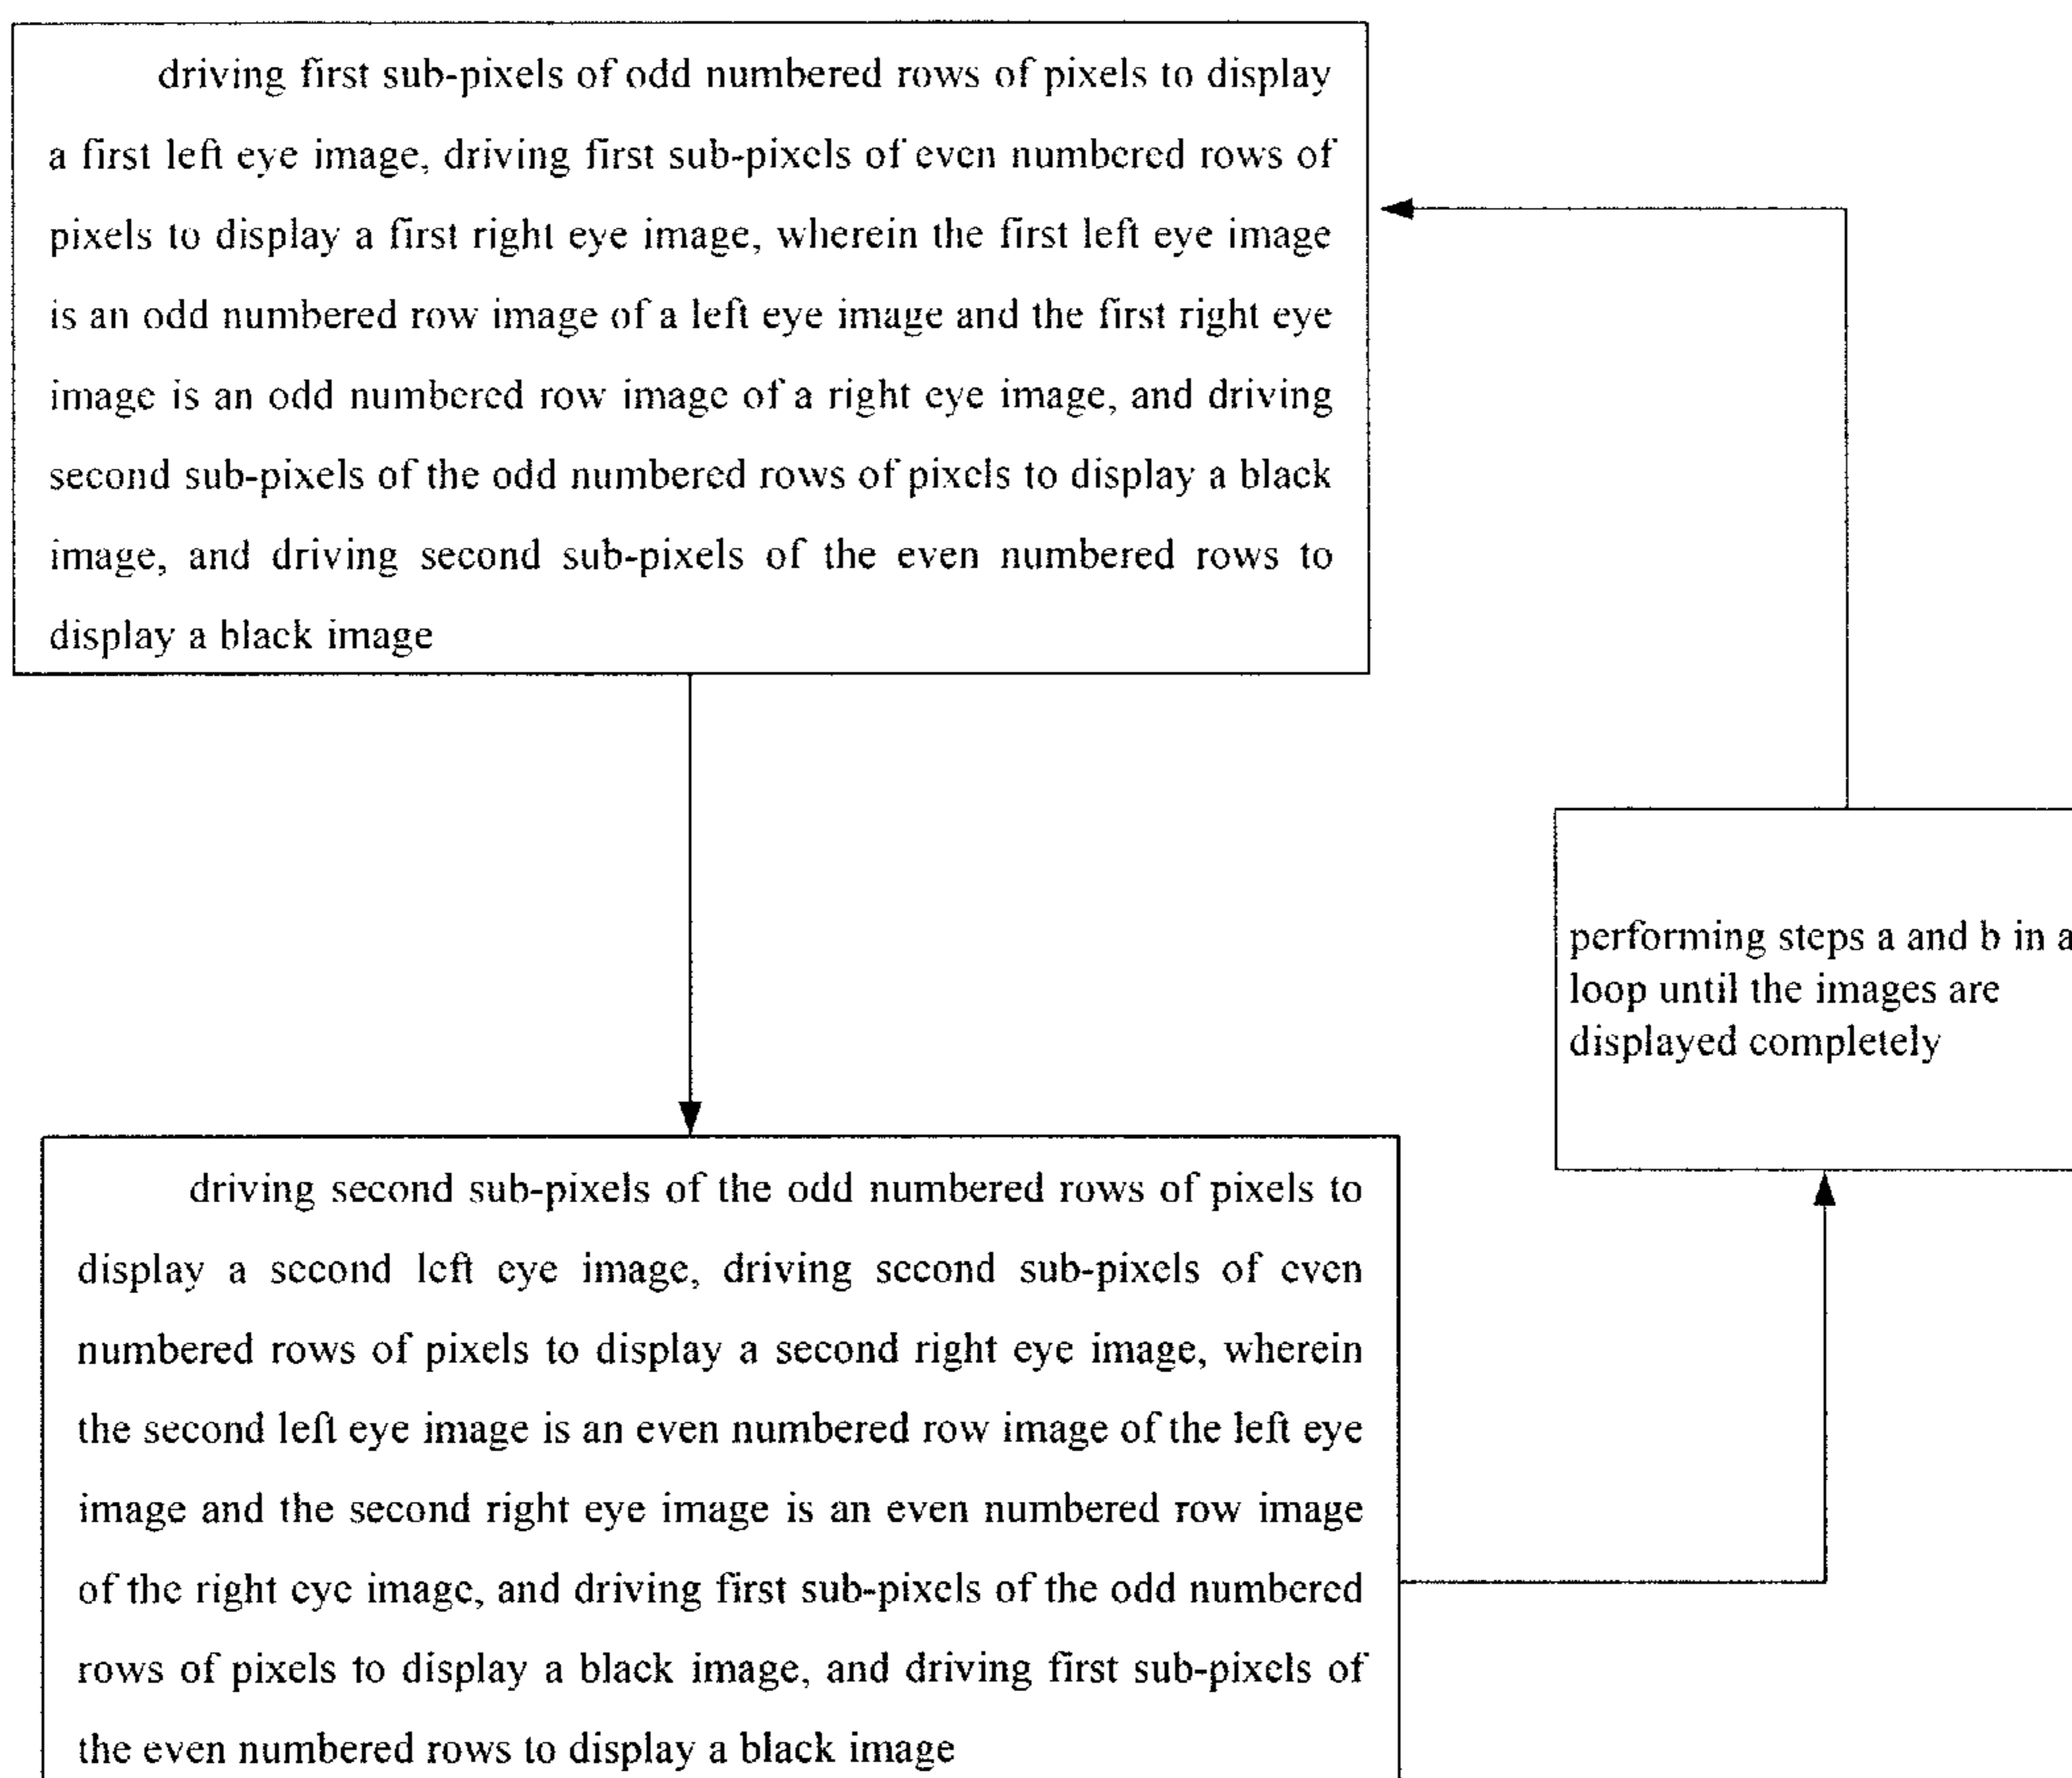 driving first sub-pixels of odd numbered rows of pixels to display
a first left eye image, driving first sub-pixels of even numbered rows of
pixels to display a first right eye image, wherein the first left eye image
is an odd numbered row image of a left eye image and the first right eye
image is an odd numbered row image of a right eye image, and driving
second sub-pixels of the odd numbered rows of pixels to display a black
image, and driving second sub-pixels of the even numbered rows to
display a black image
performing steps a and b in a
loop until the images are
displayed completely
driving second sub-pixels of the odd numbered rows of pixels to
display a second left eye image, driving second sub-pixels of even
numbered rows of pixels to display a second right eye image, wherein
the second left eye image is an even numbered row image of the left eye
image and the second right eye image is an even numbered row image
of the right eye image, and driving first sub-pixels of the odd numbered
rows of pixels to display a black image, and driving first sub-pixels of
the even numbered rows to display a black image